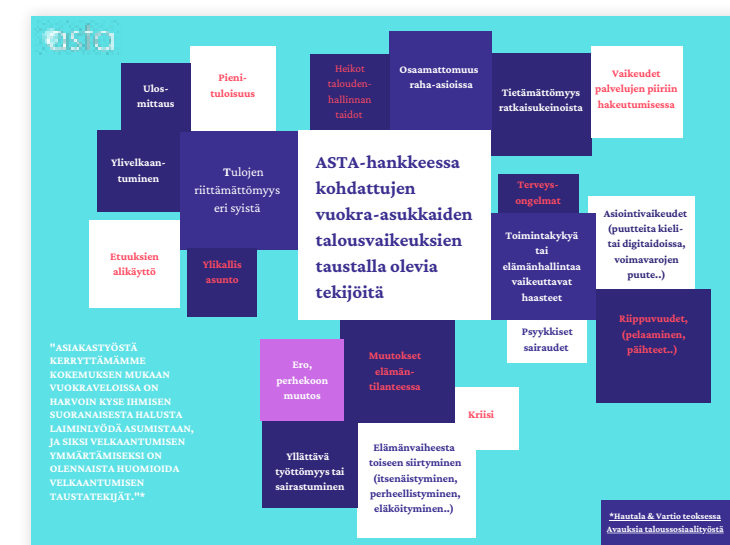 asta
Ulos-
mittaus
Pieni-
tuloisuus
Heikot
talouden-
hallinnan
taidot
Osaamattomuus
raha-asioissa
Tietämättömyys
ratkaisukeinoista
Vaikeudet
palvelujen piiriin
hakeutumisessa
Ylivelkaan-
tuminen
Tulojen
riittämättömyys
eri syistä
ASTA-hankkeessa
kohdattujen
vuokra-asukkaiden
talousvaikeuksien
taustalla olevia
tekijöitä
Terveys-
ongelmat
Asiointivaikeudet
(puutteita kieli-
tai digitaidoissa,
voimavarojen
puute..)
Toimintakykyä
tai
elämänhallintaa
vaikeuttavat
haasteet
Etuuksien
alikäyttö
Ylikallis
asunto
Riippuvuudet,
(pelaaminen,
päihteet..)
Psyykkiset
sairaudet
"ASIAKASTYÖSTÄ
KERRYTTÄMÄMME
KOKEMUKSEN MUKAAN
VUOKRAVELOISSA ON
HARVOIN KYSE IHMISEN
SUORANAISESTA HALUSTA
LAIMINLYÖDÄ ASUMISTAAN,
JA SIKSI VELKAANTUMISEN
YMMÄRTÄMISEKSI ON
OLENNAISTA HUOMIOIDA
VELKAANTUMISEN
TAUSTATEKIJÄT."*
Ero,
perhekoon
muutos
Muutokset
elämän-
tilanteessa
Kriisi
Yllättävä
työttömyys tai
sairastuminen
Elämänvaiheesta
toiseen siirtyminen
(itsenäistyminen,
perheellistyminen,
eläköityminen..)
*Hautala & Vartio teoksessa
Avauksia taloussosiaalityöstä